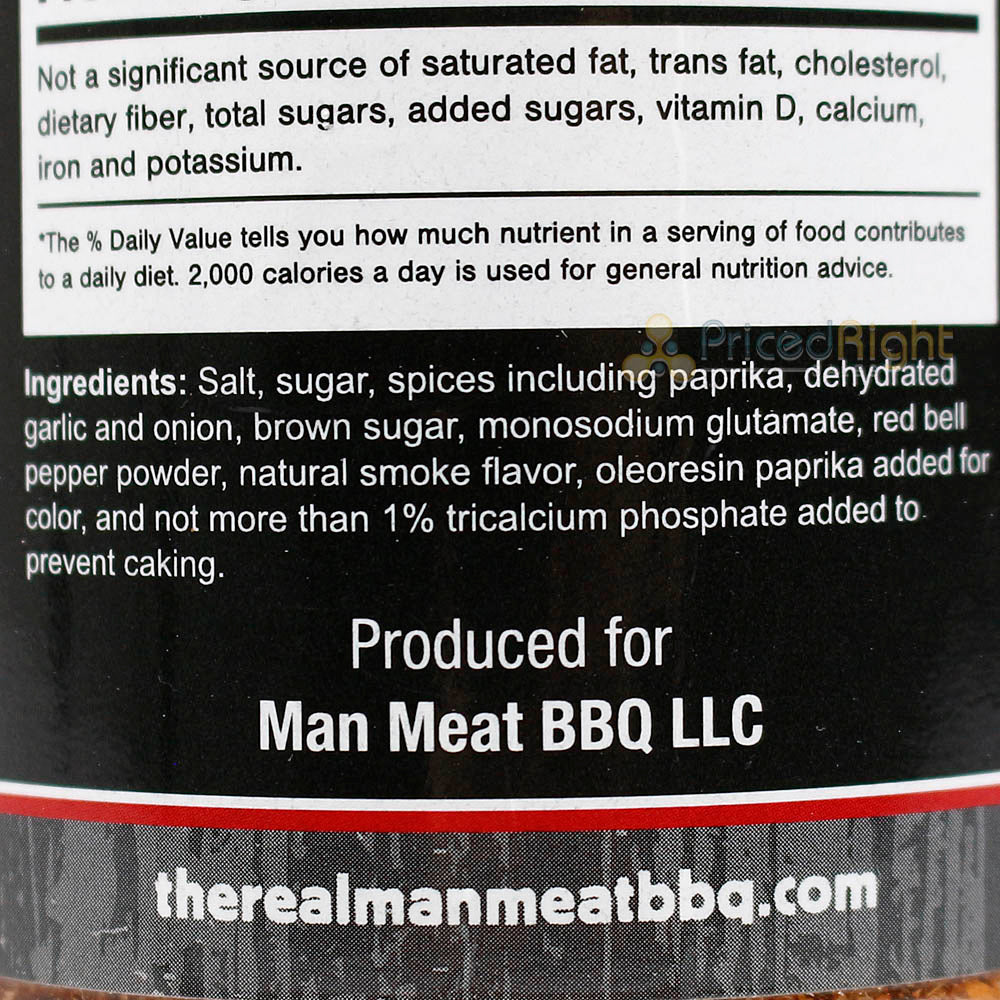 Not a significant source of saturated fat, trans fat, cholesterol,
dietary fiber, total sugars, added sugars, vitamin D, calcium,
iron and potassium.
*The % Daily Value tells you how much nutrient in a serving of food contributes
to a daily diet. 2,000 calories a day is used for general nutrition advice.
PricedRight
Ingredients: Salt, sugar, spices including paprika, dehydrated
garlic and onion, brown sugar, monosodium glutamate, red bell
pepper powder, natural smoke flavor, oleoresin paprika added for
color, and not more than 1% tricalcium phosphate added to
prevent caking.
Produced for
Man Meat BBQ LLC
therealmanmeatbbq.com